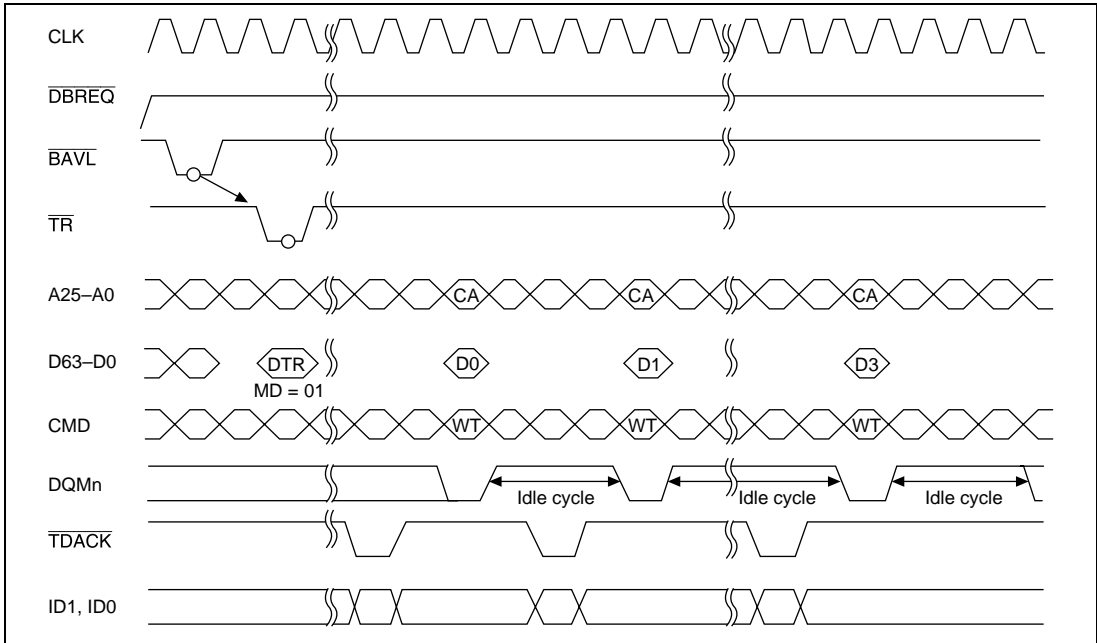 CLK
DBREQ
BAVL
TR
A25–A0 CA CA CA
D63–D0 DTR D0 D1 D3
MD = 01
CMD WT WT WT
DQMn
Idle cycle Idle cycle Idle cycle
TDACK
ID1, ID0